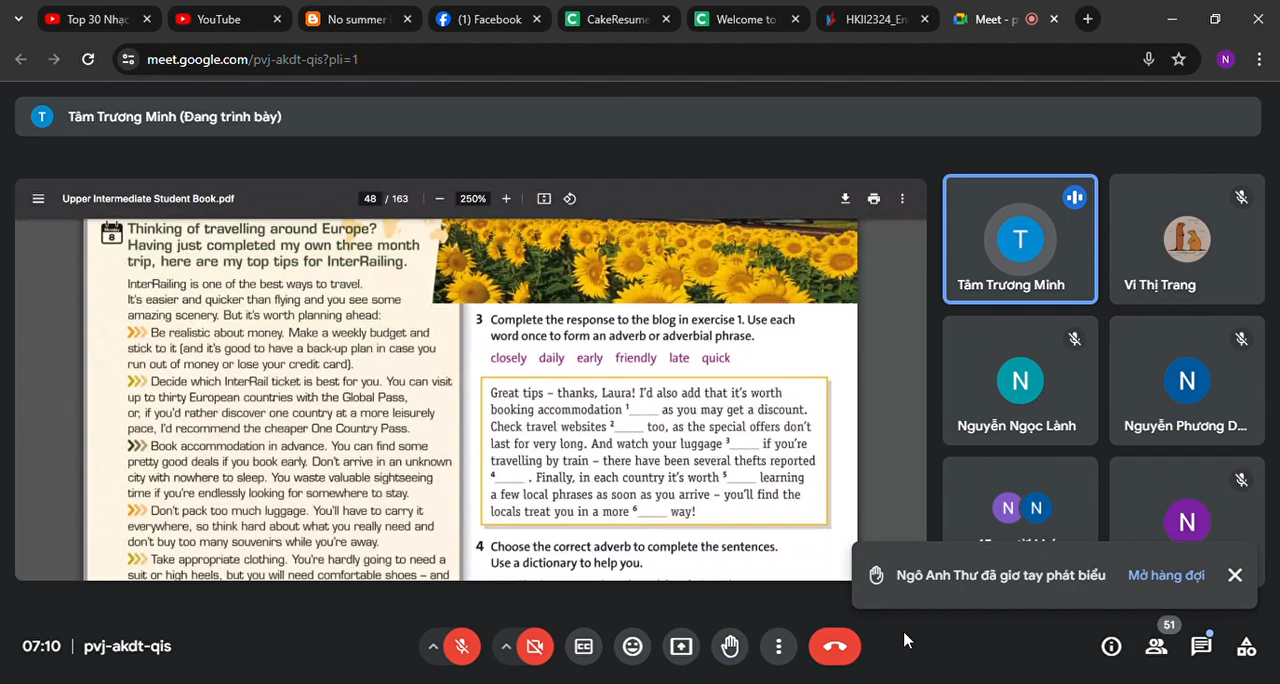 Top 30 Nhạc
YouTube
No summer
(1) Facebook
CakeResume
Welcome to
HKII2324_En
Meet - p
meet.google.com/pvj-akdt-qis?pli=1
N
T
Tâm Trương Minh (Đang trình bày)
Upper Intermediate Student Book.pdf
48 / 163
250%
8
Thinking of travelling around Europe?
Having just completed my own three month
trip, here are my top tips for InterRailing.
InterRailing is one of the best ways to travel.
It's easier and quicker than flying and you see some
amazing scenery. But it's worth planning ahead:
Be realistic about money. Make a weekly budget and
stick to it (and it's good to have a back-up plan in case you
run out of money or lose your credit card).
Decide which InterRail ticket is best for you. You can visit
up to thirty European countries with the Global Pass,
or, if you'd rather discover one country at a more leisurely
pace, I'd recommend the cheaper One Country Pass.
Book accommodation in advance. You can find some
pretty good deals if you book early. Don't arrive in an unknown
city with nowhere to sleep. You waste valuable sightseeing
time if you're endlessly looking for somewhere to stay.
Don't pack too much luggage. You'll have to carry it
everywhere, so think hard about what you really need and
don't buy too many souvenirs while you're away.
Take appropriate clothing. You're hardly going to need a
suit or high heels, but you will need comfortable shoes – and
3 Complete the response to the blog in exercise 1. Use each
word once to form an adverb or adverbial phrase.
closely daily early friendly late quick
Great tips – thanks, Laura! I'd also add that it's worth
booking accommodation 1____ as you may get a discount.
Check travel websites 2____ too, as the special offers don't
last for very long. And watch your luggage 3____ if you're
travelling by train – there have been several thefts reported
4____ . Finally, in each country it's worth 5____ learning
a few local phrases as soon as you arrive – you'll find the
locals treat you in a more 6____ way!
4 Choose the correct adverb to complete the sentences.
Use a dictionary to help you.
T
Tâm Trương Minh
Vi Thị Trang
N
Nguyễn Ngọc Lành
N
Nguyễn Phương D...
N
N
N
Ngô Anh Thư đã giơ tay phát biểu
Mở hàng đợi
07:10 | pvj-akdt-qis
51